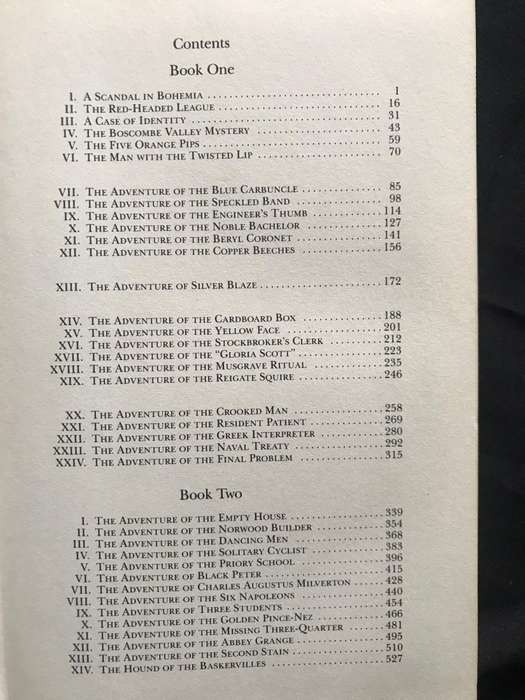 Contents
Book One
I. A Scandal in Bohemia . . . . . . . . . . . . . . . . . . . . . . . . . . . . . 1
II. The Red-Headed League . . . . . . . . . . . . . . . . . . . . . . . . . . . . 16
III. A Case of Identity . . . . . . . . . . . . . . . . . . . . . . . . . . . . . . . . 31
IV. The Boscombe Valley Mystery . . . . . . . . . . . . . . . . . . . . . . 43
V. The Five Orange Pips . . . . . . . . . . . . . . . . . . . . . . . . . . . . . . 59
VI. The Man with the Twisted Lip . . . . . . . . . . . . . . . . . . . . . 70
VII. The Adventure of the Blue Carbuncle . . . . . . . . . . . . . . 85
VIII. The Adventure of the Speckled Band . . . . . . . . . . . . . . . 98
IX. The Adventure of the Engineer's Thumb . . . . . . . . . . . . 114
X. The Adventure of the Noble Bachelor . . . . . . . . . . . . . 127
XI. The Adventure of the Beryl Coronet . . . . . . . . . . . . . . 141
XII. The Adventure of the Copper Beeches . . . . . . . . . . . . . . 156
XIII. The Adventure of Silver Blaze . . . . . . . . . . . . . . . . . . . . 172
XIV. The Adventure of the Cardboard Box . . . . . . . . . . . . . . 188
XV. The Adventure of the Yellow Face . . . . . . . . . . . . . . . . 201
XVI. The Adventure of the Stockbroker's Clerk . . . . . . . . . . 212
XVII. The Adventure of the "Gloria Scott" . . . . . . . . . . . . . . 223
XVIII. The Adventure of the Musgrave Ritual . . . . . . . . . . . . 235
XIX. The Adventure of the Reigate Squire . . . . . . . . . . . . . . 246
XX. The Adventure of the Crooked Man . . . . . . . . . . . . . . . 258
XXI. The Adventure of the Resident Patient . . . . . . . . . . . . 269
XXII. The Adventure of the Greek Interpreter . . . . . . . . . . . 280
XXIII. The Adventure of the Naval Treaty . . . . . . . . . . . . . . . 292
XXIV. The Adventure of the Final Problem . . . . . . . . . . . . . . 315
Book Two
I. The Adventure of the Empty House . . . . . . . . . . . . . . . . 339
II. The Adventure of the Norwood Builder . . . . . . . . . . . . 354
III. The Adventure of the Dancing Men . . . . . . . . . . . . . . . 368
IV. The Adventure of the Solitary Cyclist . . . . . . . . . . . . . 383
V. The Adventure of the Priory School . . . . . . . . . . . . . . . 396
VI. The Adventure of Black Peter . . . . . . . . . . . . . . . . . . . . 415
VII. The Adventure of Charles Augustus Milverton . . . . . . 428
VIII. The Adventure of the Six Napoleons . . . . . . . . . . . . . . . 440
IX. The Adventure of Three Students . . . . . . . . . . . . . . . . . 454
X. The Adventure of the Golden Pince-Nez . . . . . . . . . . . . 466
XI. The Adventure of the Missing Three-Quarter . . . . . . . 481
XII. The Adventure of the Abbey Grange . . . . . . . . . . . . . . . 495
XIII. The Adventure of the Second Stain . . . . . . . . . . . . . . . . 510
XIV. The Hound of the Baskervilles . . . . . . . . . . . . . . . . . . . 527